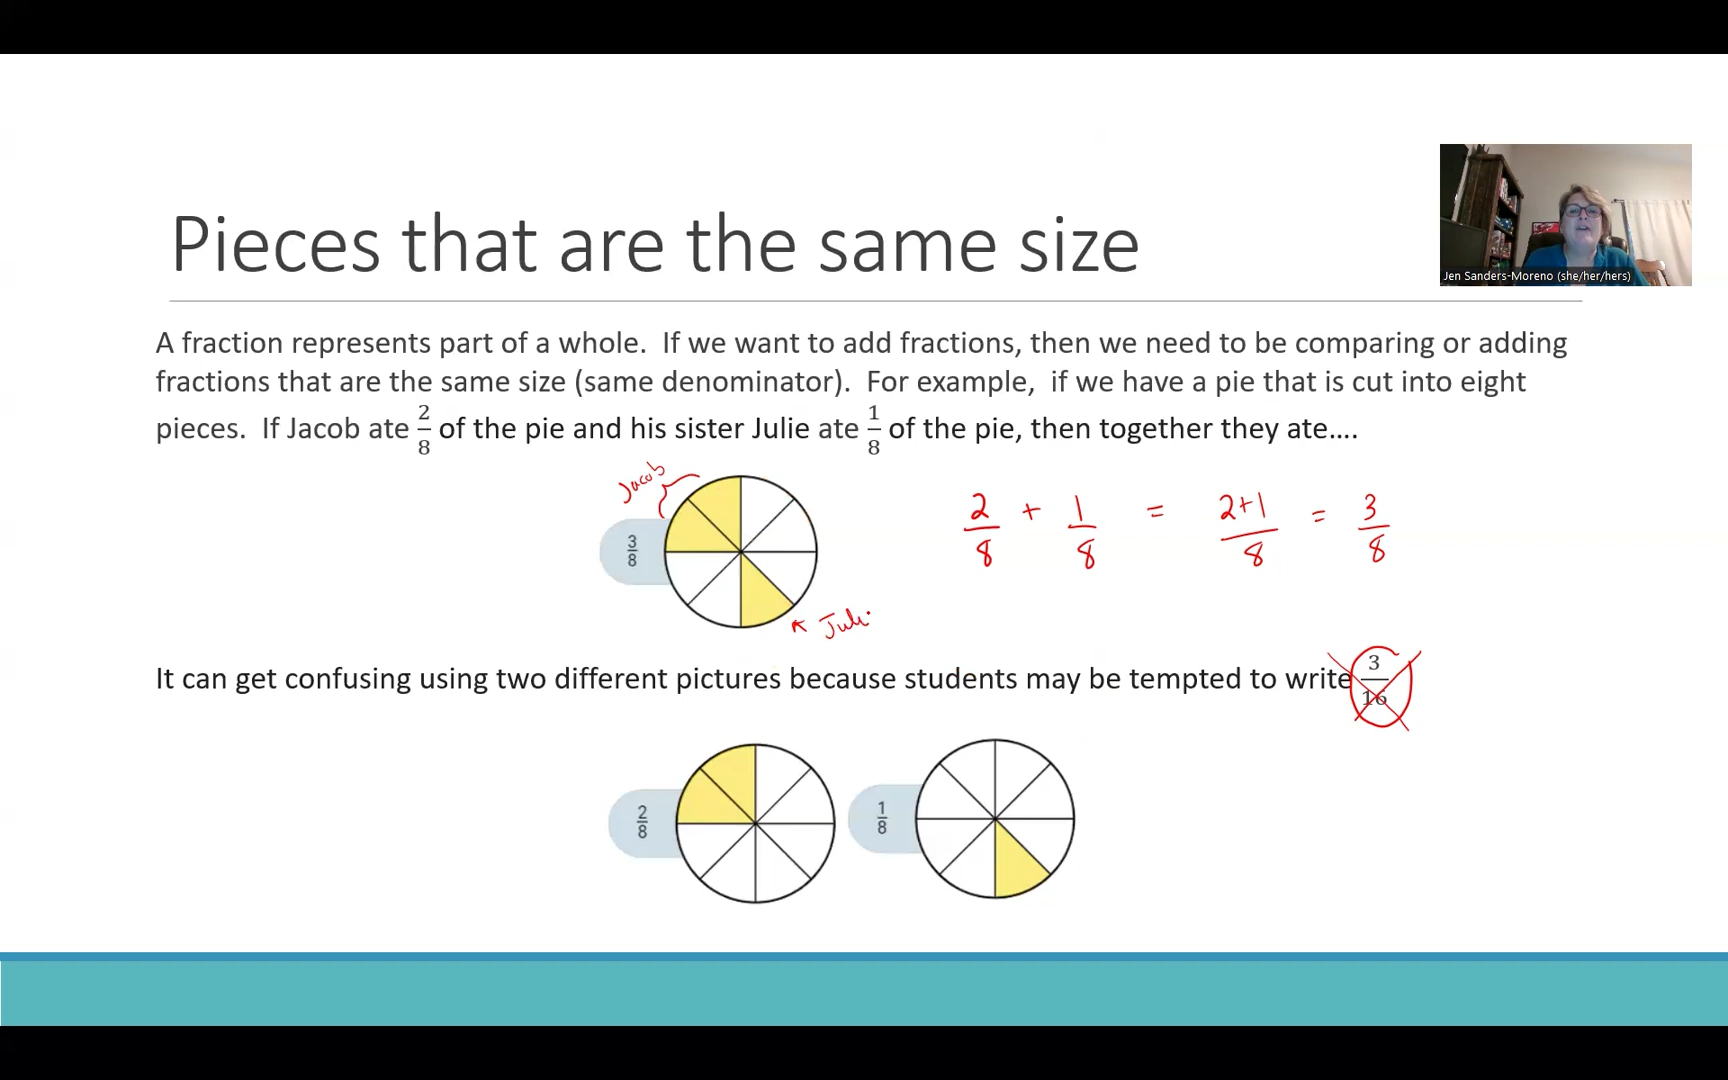 Pieces that are the same size
Jen Sanders-Moreno (she/her/hers)
A fraction represents part of a whole.  If we want to add fractions, then we need to be comparing or adding
fractions that are the same size (same denominator).  For example,  if we have a pie that is cut into eight
pieces.  If Jacob ate 2/8 of the pie and his sister Julie ate 1/8 of the pie, then together they ate….
Jacob
3/8
2/8 + 1/8 = 2+1/8 = 3/8
Juli
It can get confusing using two different pictures because students may be tempted to write 3/16
2/8
1/8